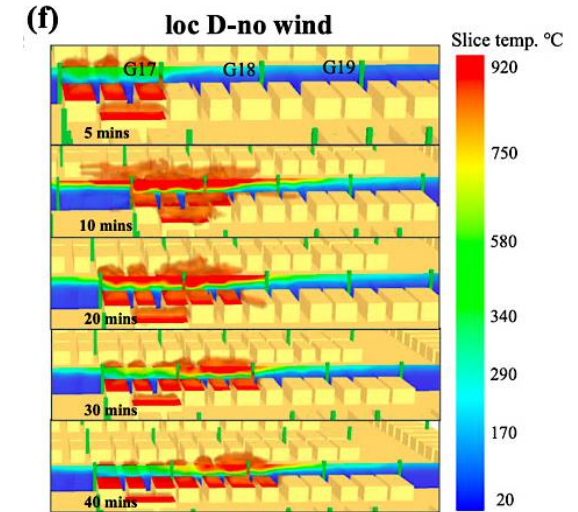 (f)
loc D-no wind
Slice temp. °C
G17
G18
G19
5 mins
10 mins
20 mins
30 mins
40 mins
920
750
580
340
290
170
20